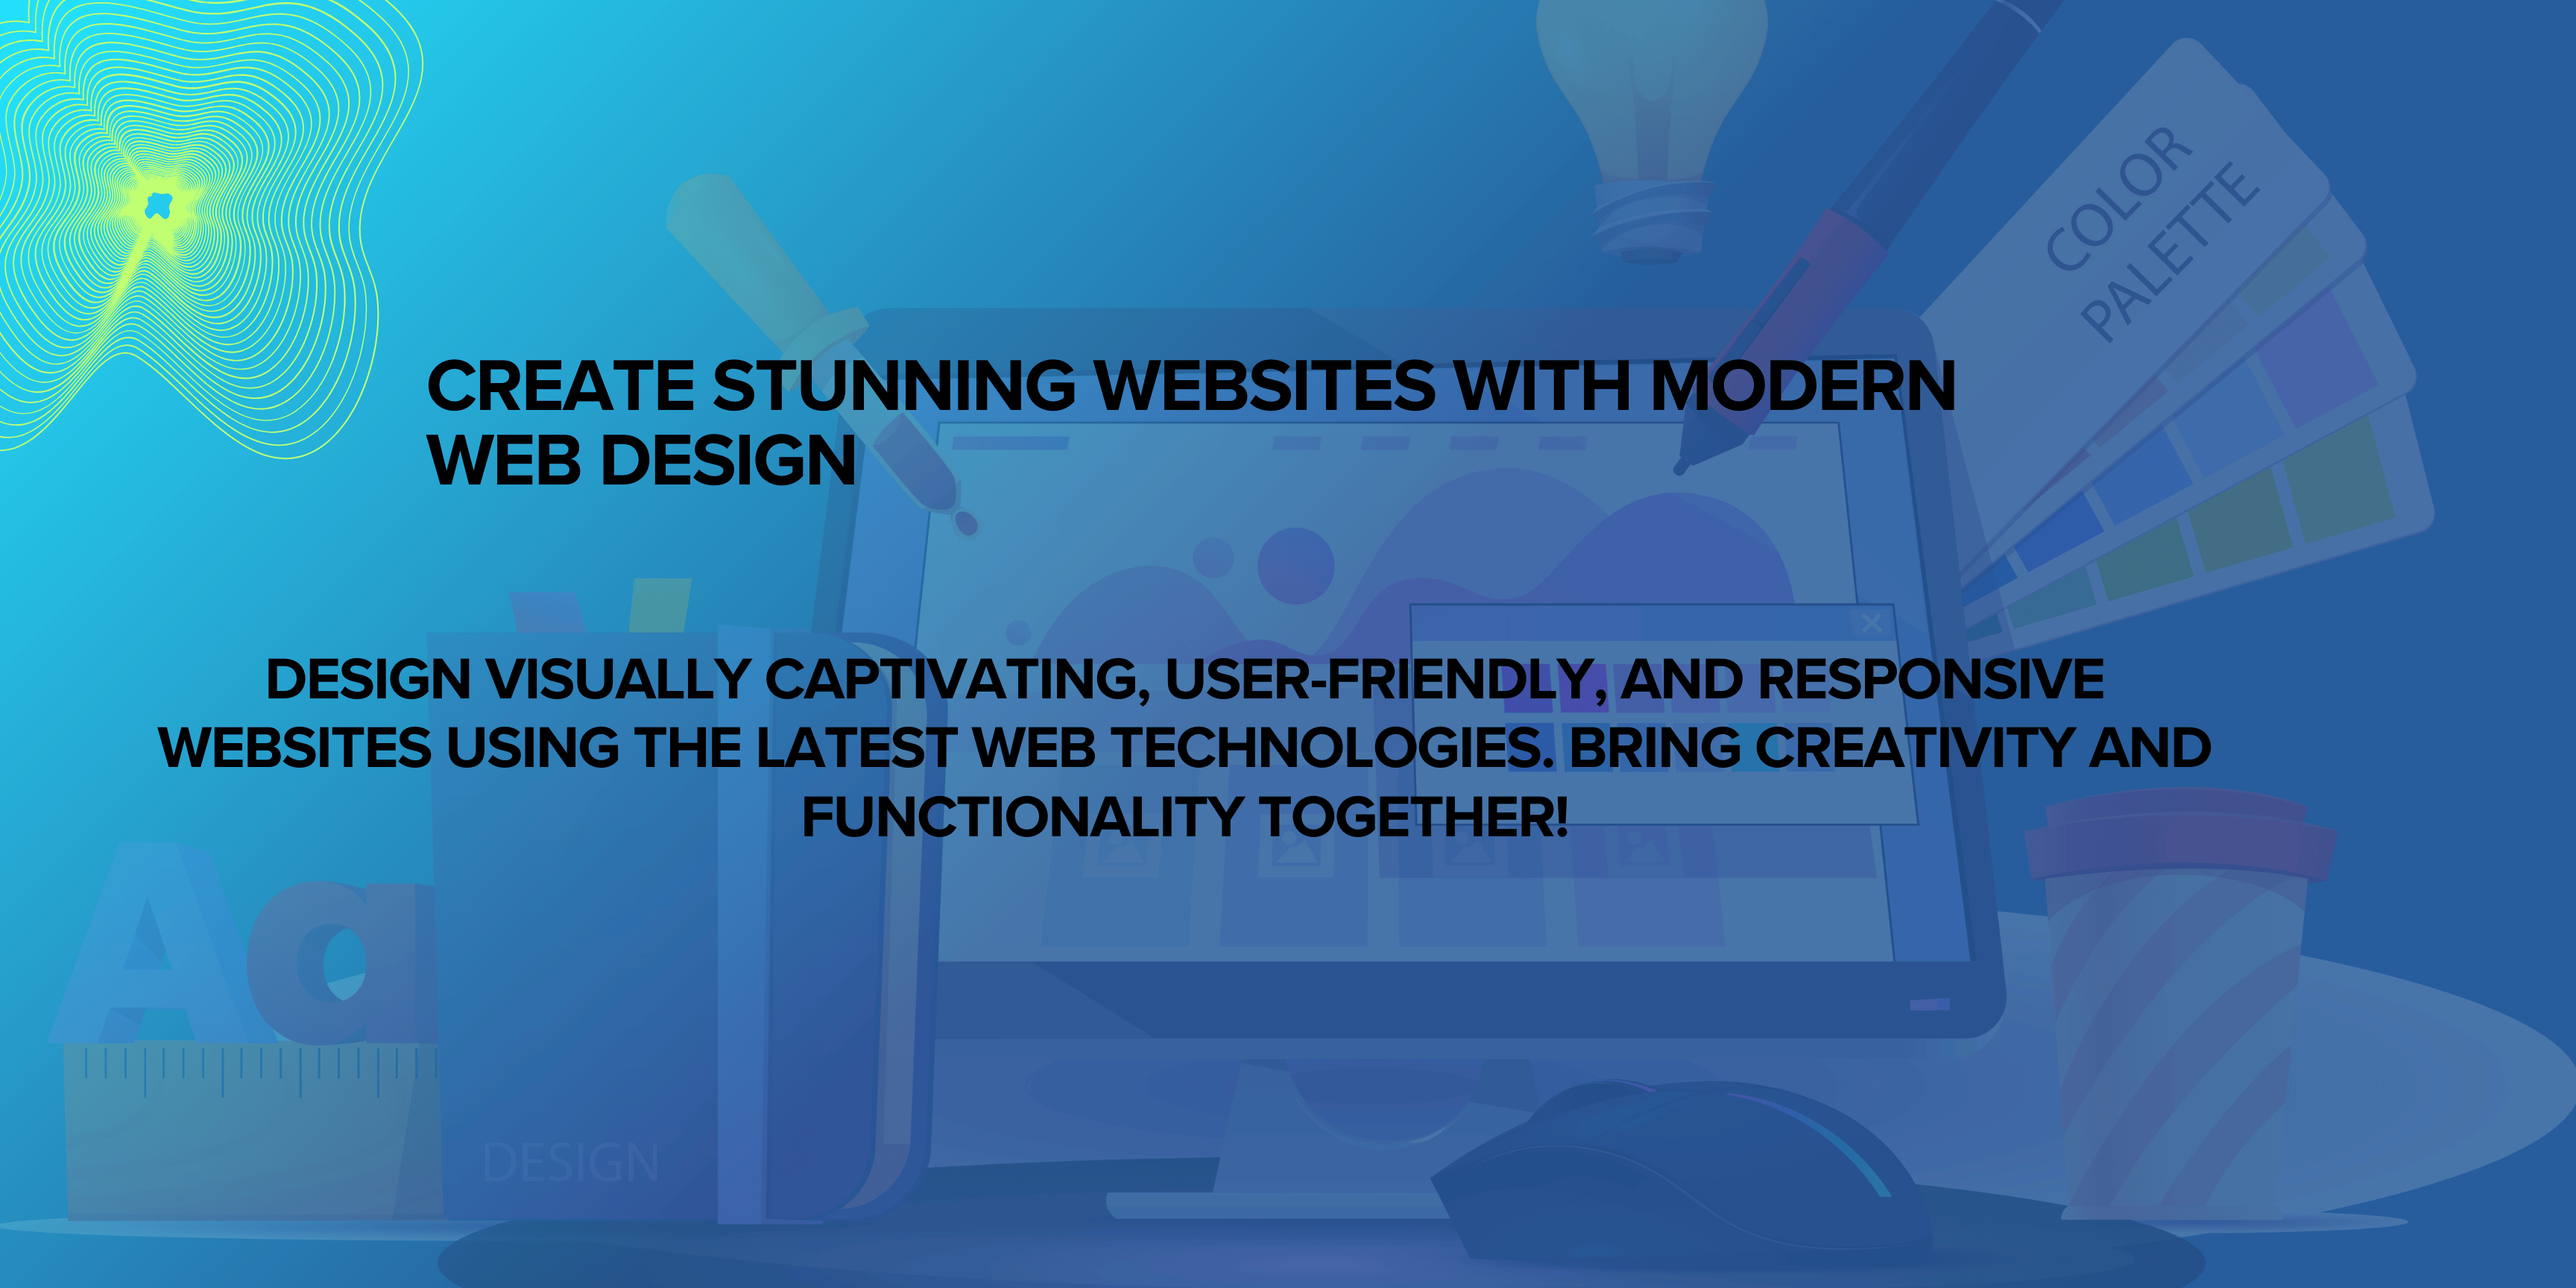 COLOR
PALETTE
CREATE STUNNING WEBSITES WITH MODERN
WEB DESIGN
DESIGN VISUALLY CAPTIVATING, USER-FRIENDLY, AND RESPONSIVE
WEBSITES USING THE LATEST WEB TECHNOLOGIES. BRING CREATIVITY AND
FUNCTIONALITY TOGETHER!
Aa
DESIGN